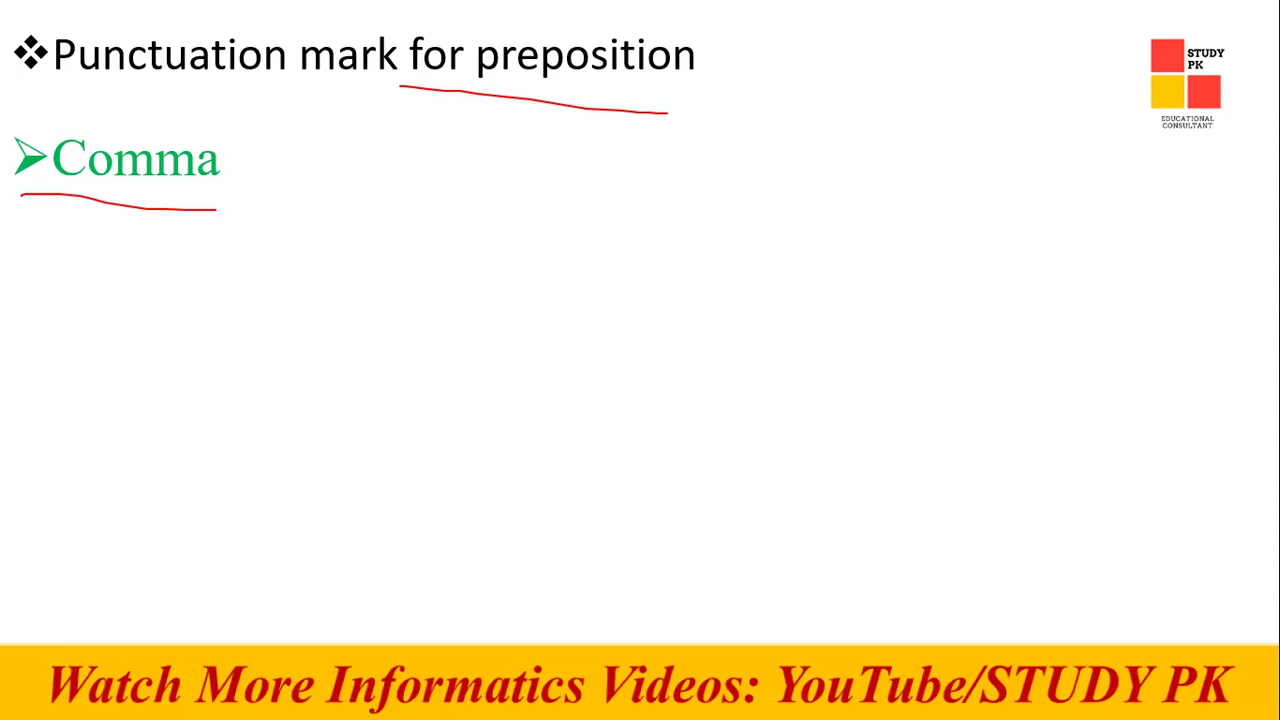 ❖Punctuation mark for preposition
STUDY
PK
EDUCATIONAL
CONSULTANT
➢Comma
Watch More Informatics Videos: YouTube/STUDY PK